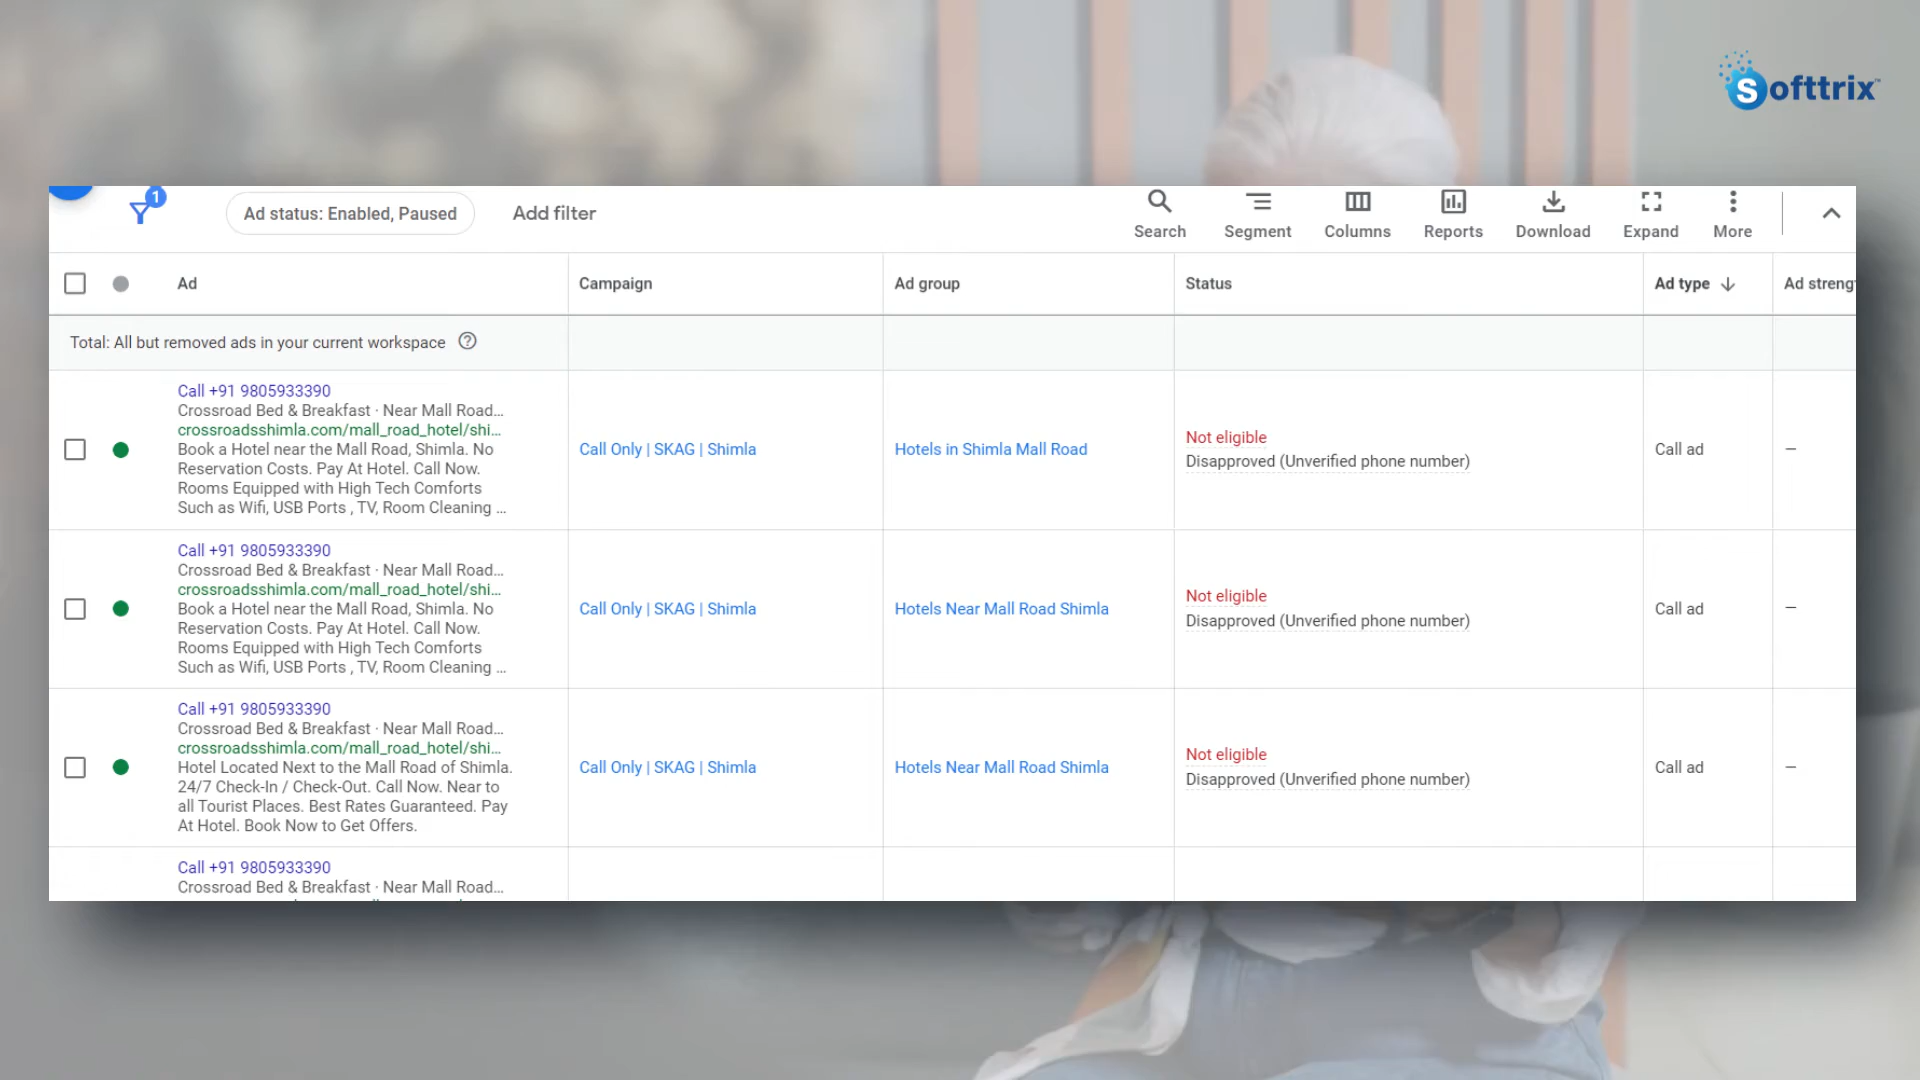 Softtrix™
1
Ad status: Enabled, Paused
Add filter
Search
Segment
Columns
Reports
Download
Expand
More
Ad
Campaign
Ad group
Status
Ad type
Ad streng
Total: All but removed ads in your current workspace
Call +91 9805933390
Crossroad Bed & Breakfast · Near Mall Road...
crossroadsshimla.com/mall_road_hotel/shi...
Book a Hotel near the Mall Road, Shimla. No
Reservation Costs. Pay At Hotel. Call Now.
Rooms Equipped with High Tech Comforts
Such as Wifi, USB Ports , TV, Room Cleaning ...
Call Only | SKAG | Shimla
Hotels in Shimla Mall Road
Not eligible
Disapproved (Unverified phone number)
Call ad
—
Call +91 9805933390
Crossroad Bed & Breakfast · Near Mall Road...
crossroadsshimla.com/mall_road_hotel/shi...
Book a Hotel near the Mall Road, Shimla. No
Reservation Costs. Pay At Hotel. Call Now.
Rooms Equipped with High Tech Comforts
Such as Wifi, USB Ports , TV, Room Cleaning ...
Call Only | SKAG | Shimla
Hotels Near Mall Road Shimla
Not eligible
Disapproved (Unverified phone number)
Call ad
—
Call +91 9805933390
Crossroad Bed & Breakfast · Near Mall Road...
crossroadsshimla.com/mall_road_hotel/shi...
Hotel Located Next to the Mall Road of Shimla.
24/7 Check-In / Check-Out. Call Now. Near to
all Tourist Places. Best Rates Guaranteed. Pay
At Hotel. Book Now to Get Offers.
Call Only | SKAG | Shimla
Hotels Near Mall Road Shimla
Not eligible
Disapproved (Unverified phone number)
Call ad
—
Call +91 9805933390
Crossroad Bed & Breakfast · Near Mall Road...